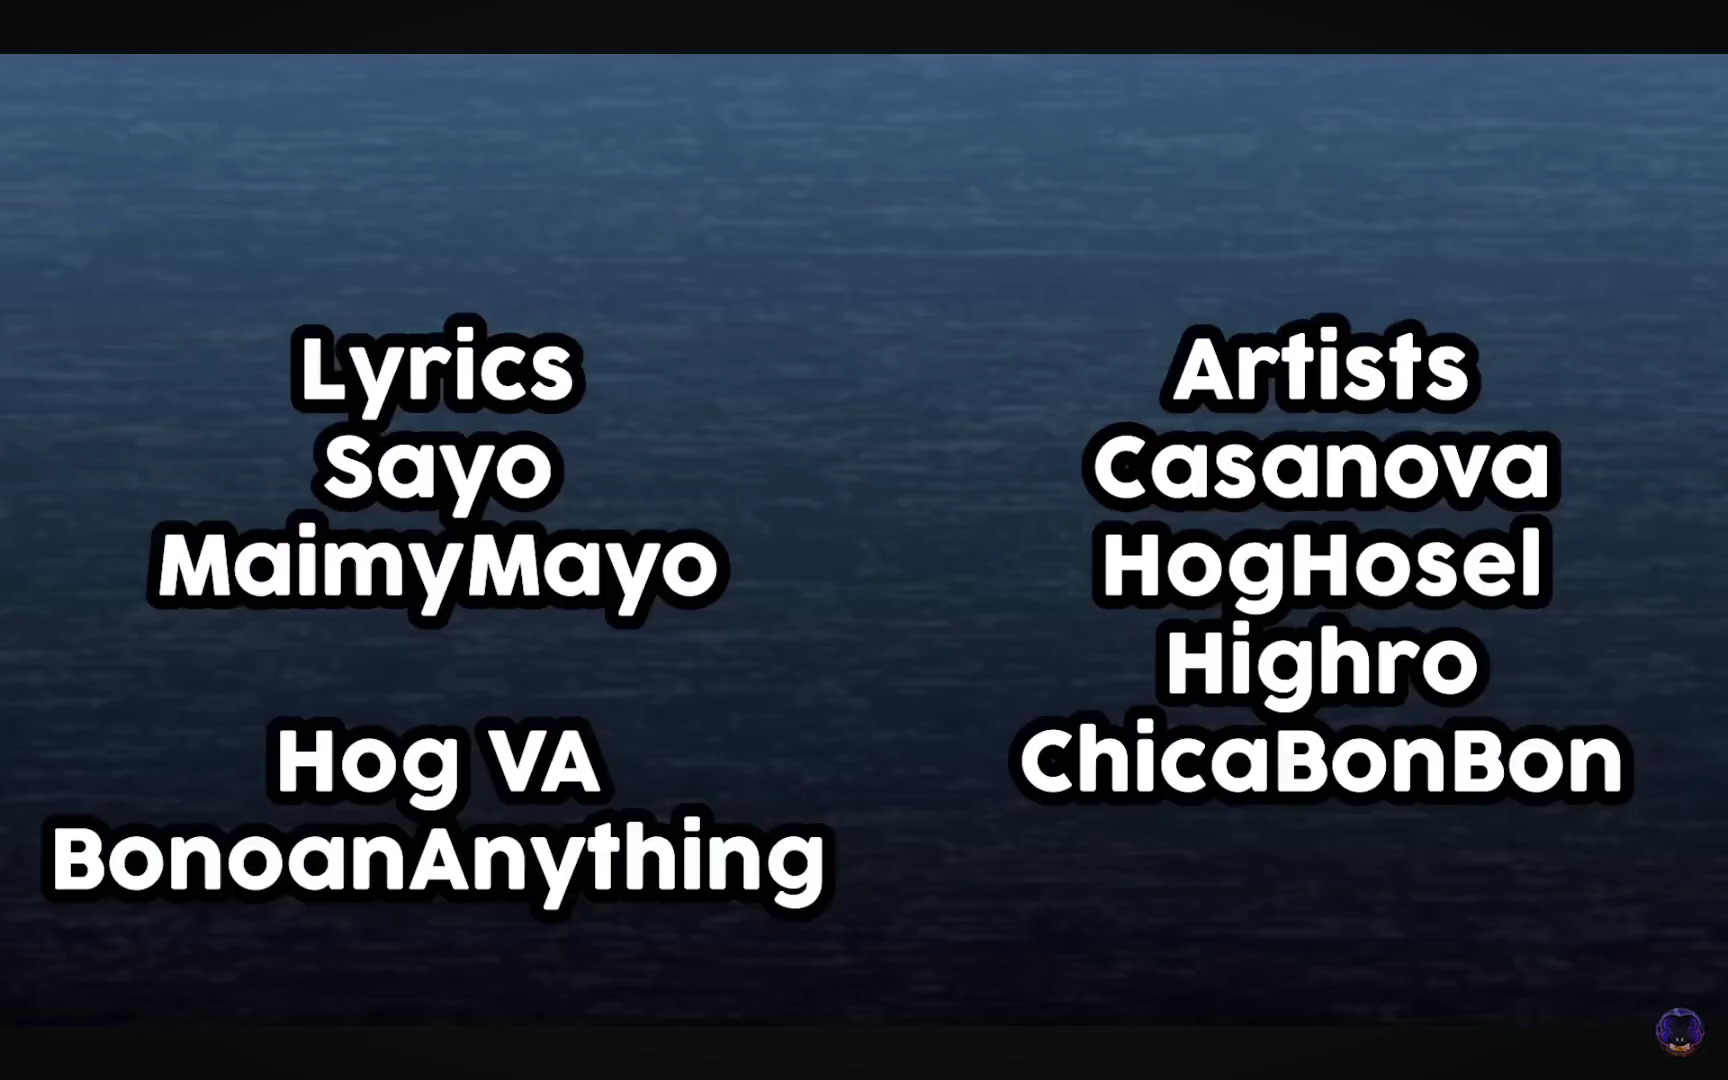 Lyrics
Sayo
MaimyMayo
Hog VA
BonoanAnything
Artists
Casanova
HogHosel
Highro
ChicaBonBon